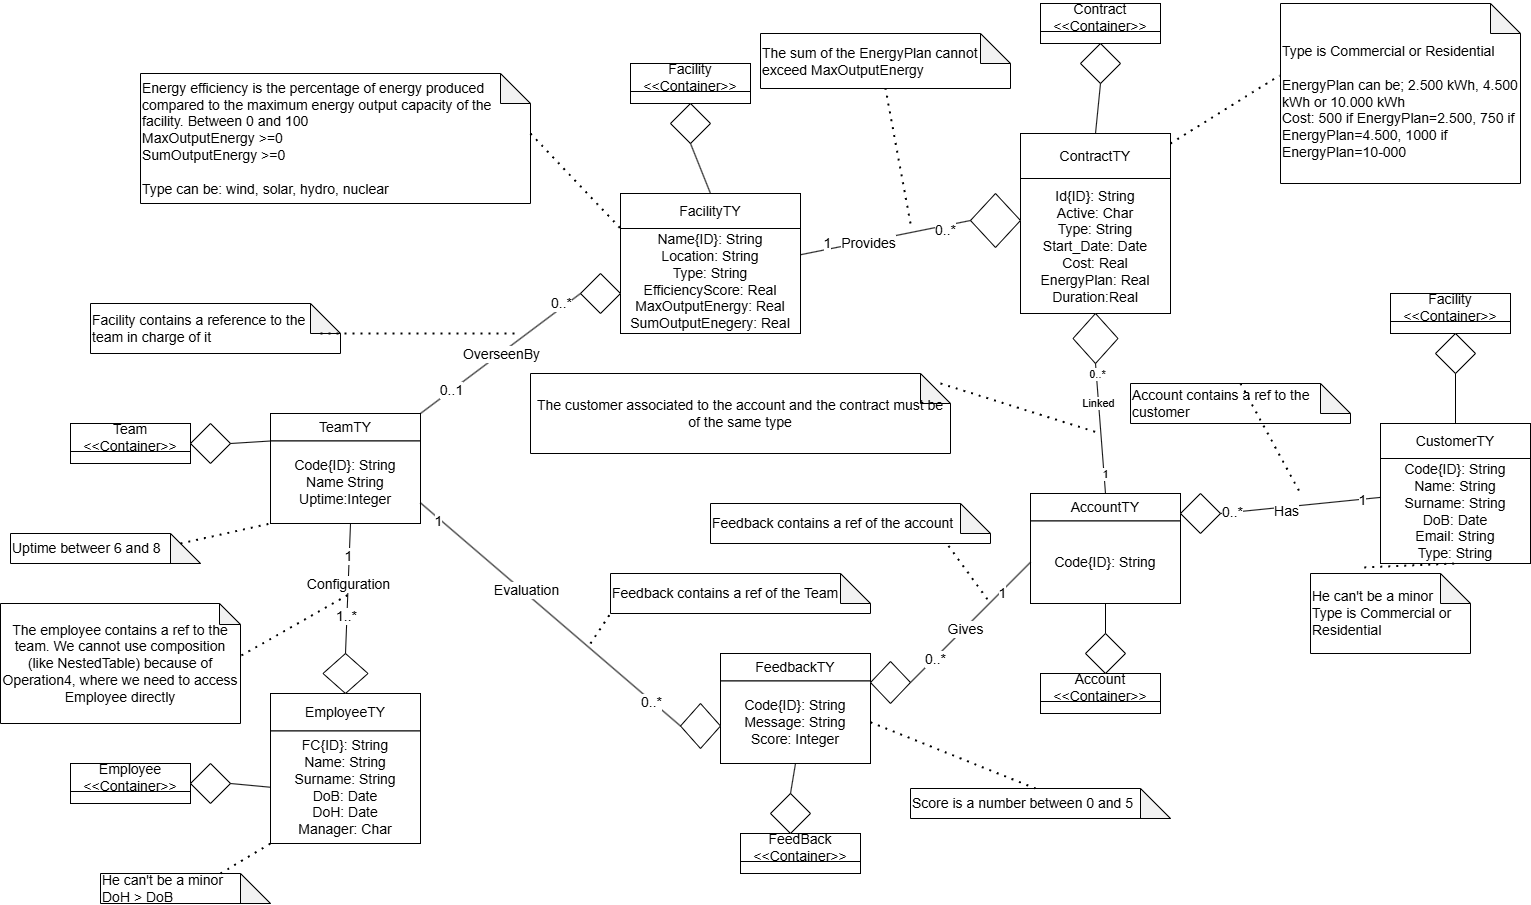 Contract
<<Container>>
Type is Commercial or Residential
EnergyPlan can be; 2.500 kWh, 4.500
kWh or 10.000 kWh
Cost: 500 if EnergyPlan=2.500, 750 if
EnergyPlan=4.500, 1000 if
EnergyPlan=10-000
The sum of the EnergyPlan cannot
exceed MaxOutputEnergy
Facility
<<Container>>
Energy efficiency is the percentage of energy produced
compared to the maximum energy output capacity of the
facility. Between 0 and 100
MaxOutputEnergy >=0
SumOutputEnergy >=0
Type can be: wind, solar, hydro, nuclear
ContractTY
Id{ID}: String
Active: Char
Type: String
Start_Date: Date
Cost: Real
EnergyPlan: Real
Duration:Real
FacilityTY
Name{ID}: String
Location: String
Type: String
EfficiencyScore: Real
MaxOutputEnergy: Real
SumOutputEnegery: Real
1
Provides
0..*
Facility contains a reference to the
team in charge of it
0..*
OverseenBy
0..1
Facility
<<Container>>
0..*
Linked
1
The customer associated to the account and the contract must be
of the same type
Account contains a ref to the
customer
Team
<<Container>>
TeamTY
Code{ID}: String
Name String
Uptime:Integer
CustomerTY
Code{ID}: String
Name: String
Surname: String
DoB: Date
Email: String
Type: String
AccountTY
Code{ID}: String
0..*
Has
1
Feedback contains a ref of the account
Uptime betweer 6 and 8
1
Configuration
1..*
1
Evaluation
0..*
Feedback contains a ref of the Team
1
Gives
0..*
He can't be a minor
Type is Commercial or
Residential
The employee contains a ref to the
team. We cannot use composition
(like NestedTable) because of
Operation4, where we need to access
Employee directly
FeedbackTY
Code{ID}: String
Message: String
Score: Integer
Account
<<Container>>
EmployeeTY
FC{ID}: String
Name: String
Surname: String
DoB: Date
DoH: Date
Manager: Char
Employee
<<Container>>
Score is a number between 0 and 5
FeedBack
<<Container>>
He can't be a minor
DoH > DoB